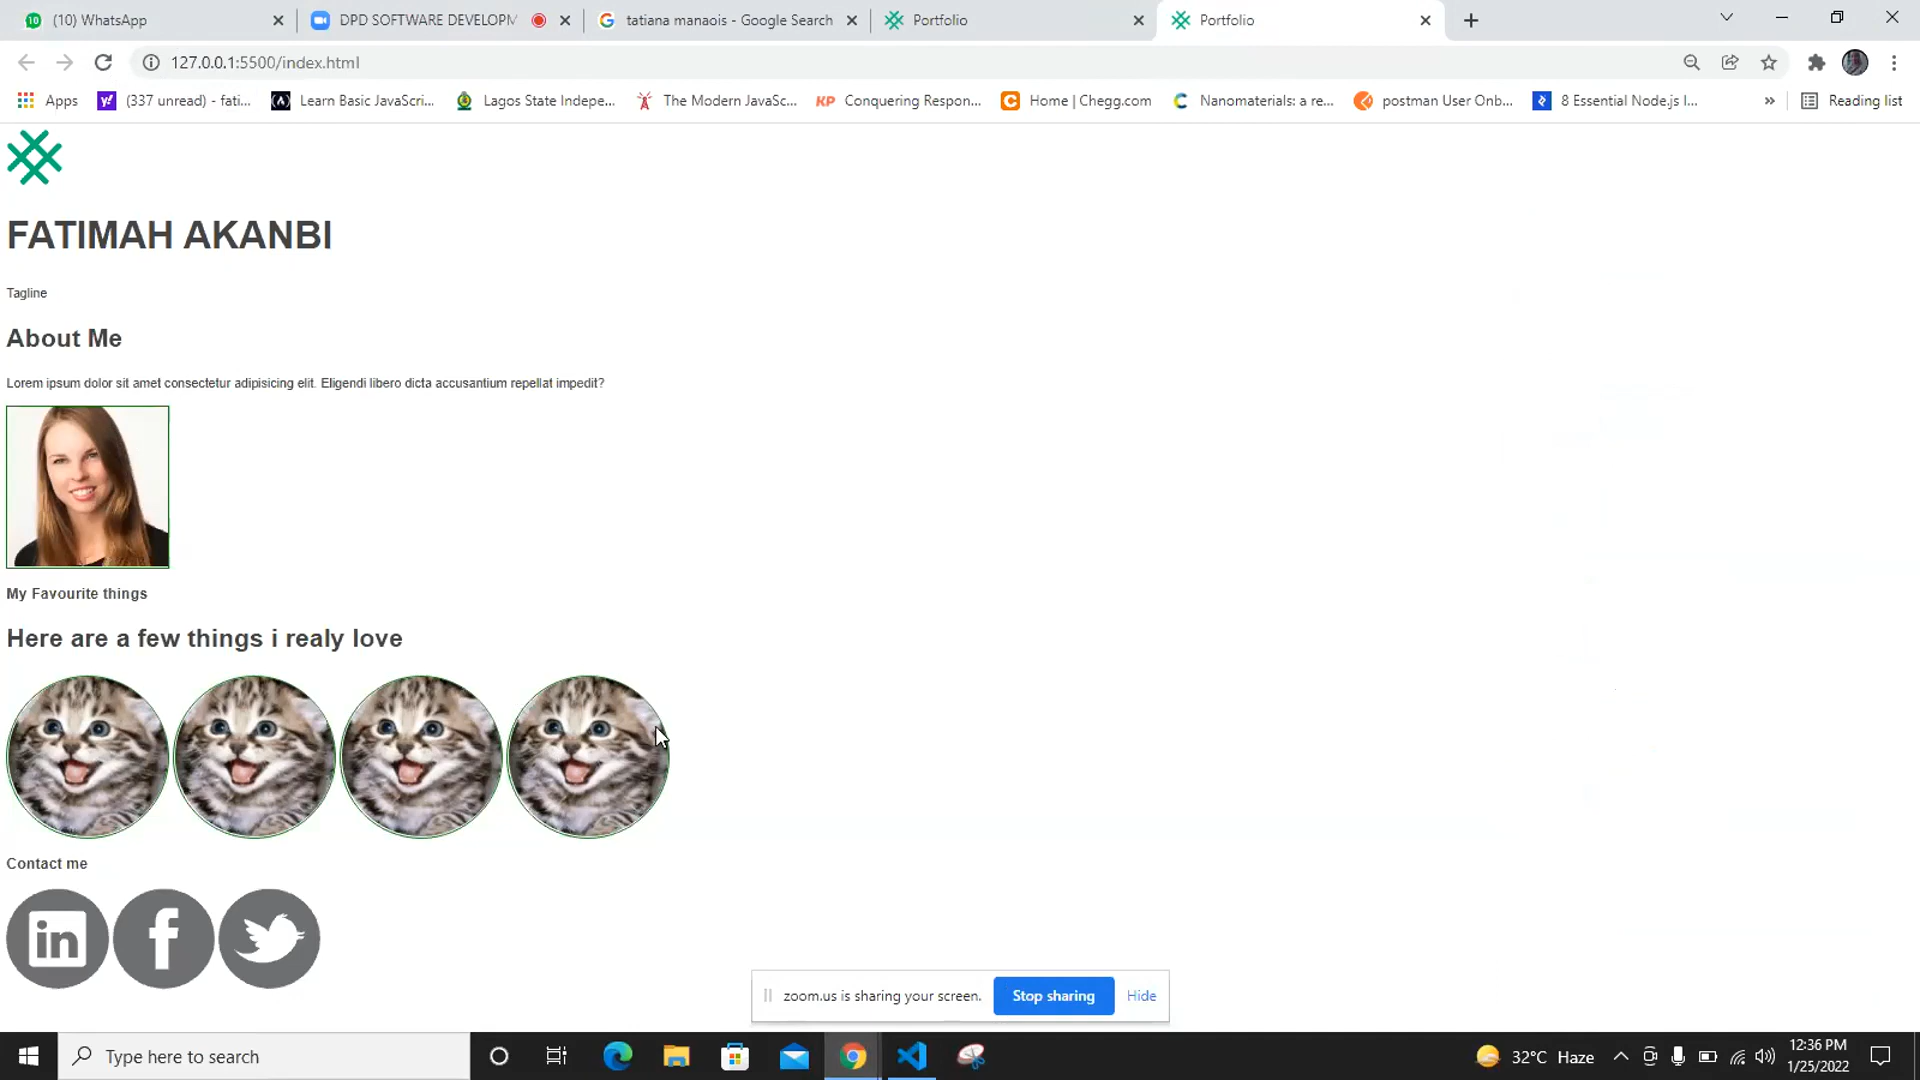 (10) WhatsApp
DPD SOFTWARE DEVELOPM
tatiana manaois - Google Search
Portfolio
Portfolio
127.0.0.1:5500/index.html
Apps
(337 unread) - fati...
Learn Basic JavaScri...
Lagos State Indepe...
The Modern JavaSc...
KP Conquering Respon...
Home | Chegg.com
Nanomaterials: a re...
postman User Onb...
8 Essential Node.js l...
»
Reading list
FATIMAH AKANBI
Tagline
About Me
Lorem ipsum dolor sit amet consectetur adipisicing elit. Eligendi libero dicta accusantium repellat impedit?
My Favourite things
Here are a few things i realy love
Contact me
in f
zoom.us is sharing your screen.
Stop sharing
Hide
Type here to search
32°C Haze
12:36 PM
1/25/2022